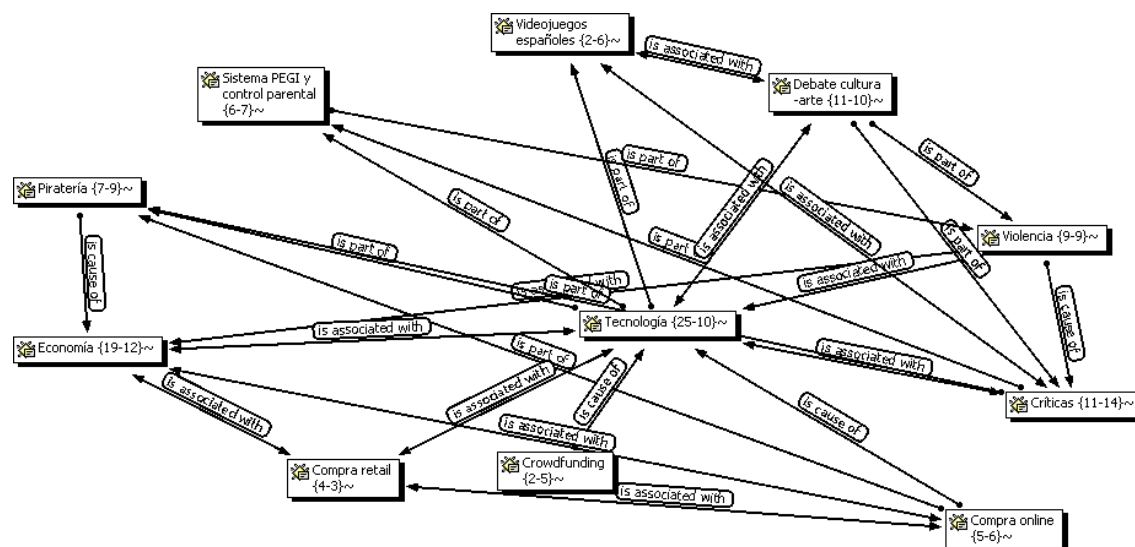 Videojuegos
españoles {2-6}~
is associated with
Sistema PEGI y
control parental
{6-7}~
Debate cultura
-arte {11-10}~
is part of
is part of
is part of
is associated with
Piratería {7-9}~
is part of
is associated with
is part
is part of
Violencia {9-9}~
is cause of
is part of
is associated with
is part of
is associated with
is cause of
Economía {19-12}~
is associated with
Tecnología {25-10}~
is part of
is associated with
is associated with
is associated with
is cause of
Críticas {11-14}~
is associated with
is cause of
Compra retail
{4-3}~
Crowdfunding
{2-5}~
is associated with
Compra online
{5-6}~